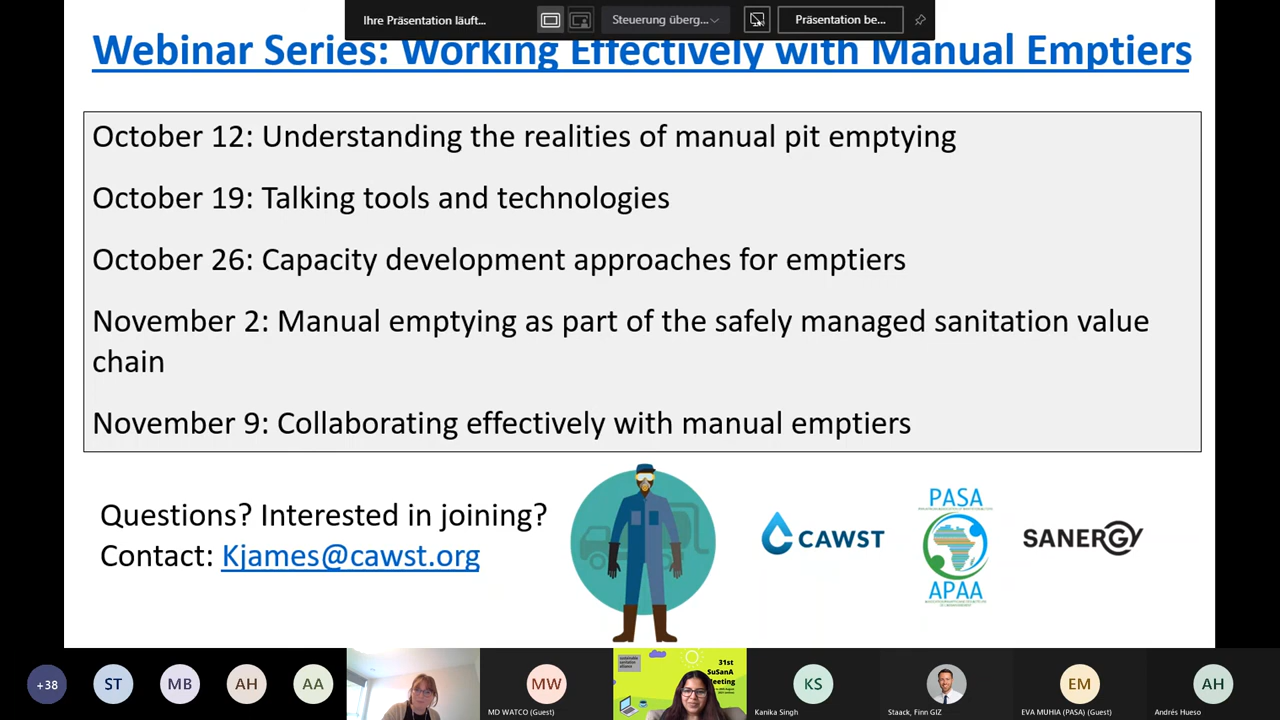 Ihre Präsentation läuft...
Steuerung überg...
Präsentation be...
Webinar Series: Working Effectively with Manual Emptiers
October 12: Understanding the realities of manual pit emptying
October 19: Talking tools and technologies
October 26: Capacity development approaches for emptiers
November 2: Manual emptying as part of the safely managed sanitation value
chain
November 9: Collaborating effectively with manual emptiers
Questions? Interested in joining?
Contact: Kjames@cawst.org
CAWST
PASA
APAA
SANERGY
+38
ST
MB
AH
AA
MW
MD WATCO (Guest)
31st
SuSanA
Meeting
KS
Kanika Singh
Staack, Finn GIZ
EM
EVA MUHIA (PASA) (Guest)
AH
Andrés Hueso